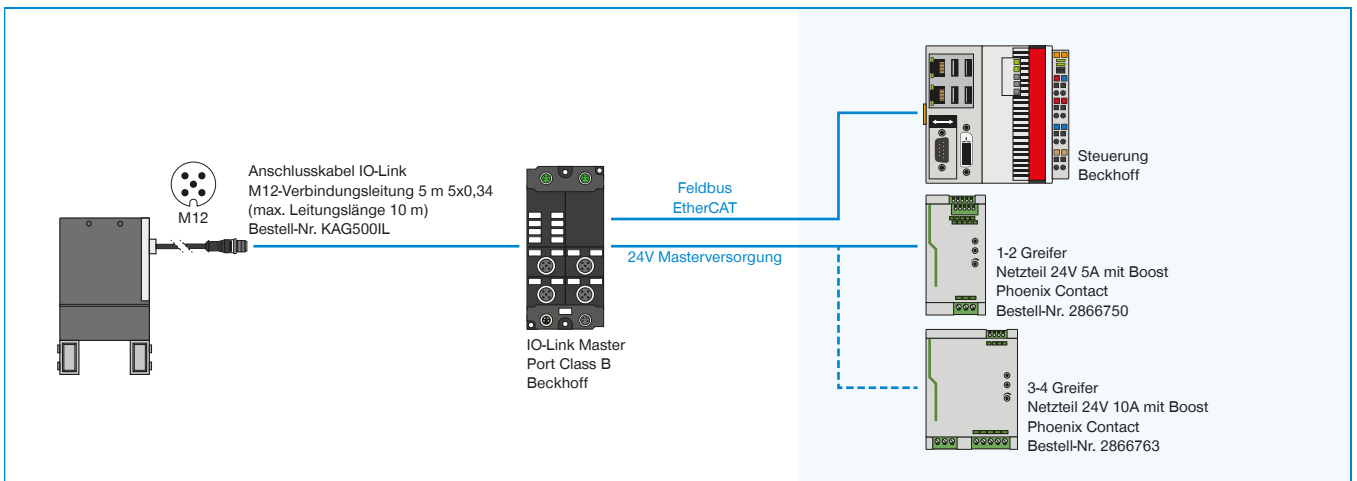 Anschlusskabel IO-Link
M12-Verbindungsleitung 5 m 5x0,34
(max. Leitungslänge 10 m)
Bestell-Nr. KAG500IL
M12
IO-Link Master
Port Class B
Beckhoff
Feldbus
EtherCAT
24V Masterversorgung
Steuerung
Beckhoff
1-2 Greifer
Netzteil 24V 5A mit Boost
Phoenix Contact
Bestell-Nr. 2866750
3-4 Greifer
Netzteil 24V 10A mit Boost
Phoenix Contact
Bestell-Nr. 2866763